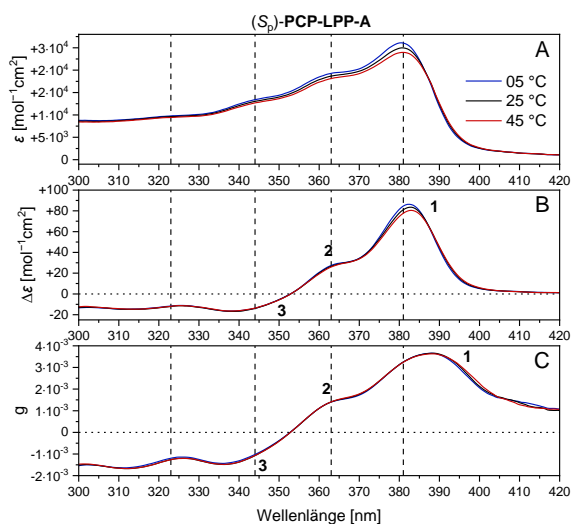 (Sp)-PCP-LPP-A
A
+3·10⁴
+2·10⁴
+2·10⁴
+1·10⁴
+5·10³
0
ε [mol⁻¹cm²]
05 °C
25 °C
45 °C
300 310 320 330 340 350 360 370 380 390 400 410 420
B
+100
+80
+60
+40
+20
0
-20
Δε [mol⁻¹cm²]
1
2
3
300 310 320 330 340 350 360 370 380 390 400 410 420
C
4·10⁻³
3·10⁻³
2·10⁻³
1·10⁻³
0
-1·10⁻³
-2·10⁻³
g
1
2
3
300 310 320 330 340 350 360 370 380 390 400 410 420
Wellenlänge [nm]